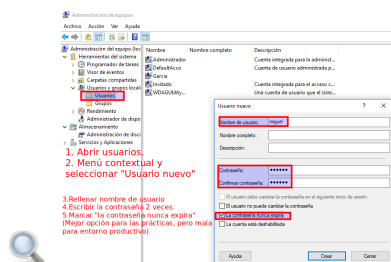 Administración de equipos
Archivo Acción Ver Ayuda
Administración del equipo (loc
Herramientas del sistema
Programador de tareas
Visor de eventos
Carpetas compartidas
Usuarios y grupos locale
Usuarios
Grupos
Rendimiento
Administrador de dispo
Almacenamiento
Administración de disco
Servicios y Aplicaciones
Nombre Nombre completo Descripción
Administrador Cuenta integrada para la administ...
DefaultAcco Cuenta de usuario administrada p...
García
Invitado Cuenta integrada para el acceso c...
WDAGUtility... Una cuenta de usuario que el siste...
1. Abrir usuarios.
2. Menú contextual y
seleccionar "Usuario nuevo"
3.Rellenar nombre de usuario
4.Escribir la contraseña 2 veces.
5.Marcar "la contraseña nunca expira"
(Mejor opción para las prácticas, pero mala
para entorno productivo)
Usuario nuevo ? X
Nombre de usuario: miguel
Nombre completo:
Descripción:
Contraseña: ••••••
Confirmar contraseña: ••••••
El usuario debe cambiar la contraseña en el siguiente inicio de sesión
El usuario no puede cambiar la contraseña
La contraseña nunca expira
La cuenta está deshabilitada
Ayuda Crear Cerrar